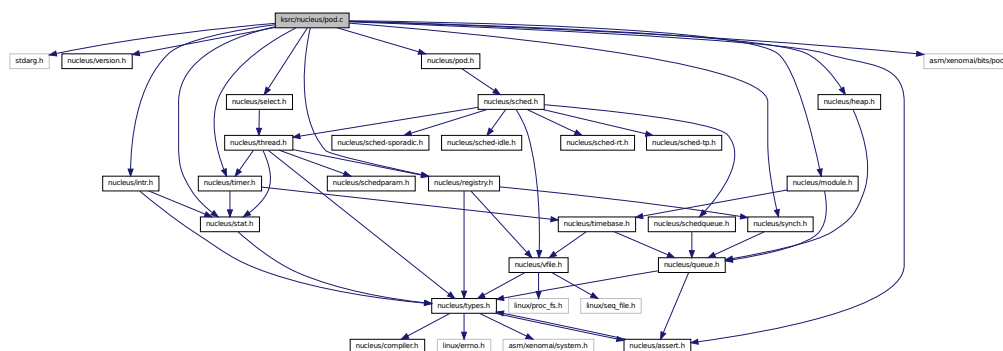 ksrc/nucleus/pod.c
stdarg.h
nucleus/version.h
nucleus/pod.h
asm/xenomai/bits/pod
nucleus/select.h
nucleus/sched.h
nucleus/heap.h
nucleus/thread.h
nucleus/sched-sporadic.h
nucleus/sched-idle.h
nucleus/sched-rt.h
nucleus/sched-tp.h
nucleus/intr.h
nucleus/timer.h
nucleus/schedparam.h
nucleus/registry.h
nucleus/module.h
nucleus/stat.h
nucleus/timebase.h
nucleus/schedqueue.h
nucleus/synch.h
nucleus/vfile.h
nucleus/queue.h
nucleus/types.h
linux/proc_fs.h
linux/seq_file.h
nucleus/compiler.h
linux/errno.h
asm/xenomai/system.h
nucleus/assert.h